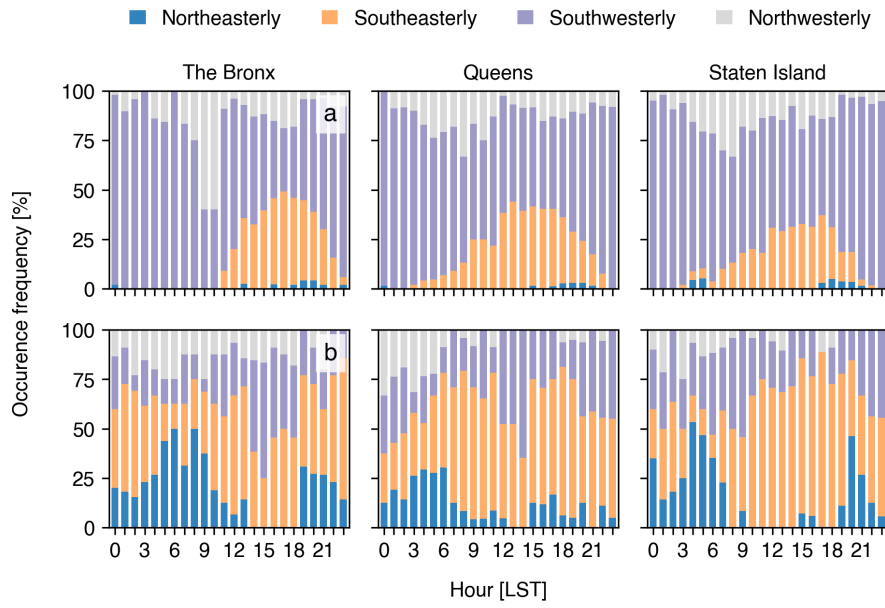 Northeasterly Southeasterly Southwesterly Northwesterly
The Bronx Queens Staten Island
100
75
50
25
0
a
100
75
50
25
0
b
0 3 6 9 12 15 18 21 0 3 6 9 12 15 18 21 0 3 6 9 12 15 18 21
Occurence frequency [%]
Hour [LST]